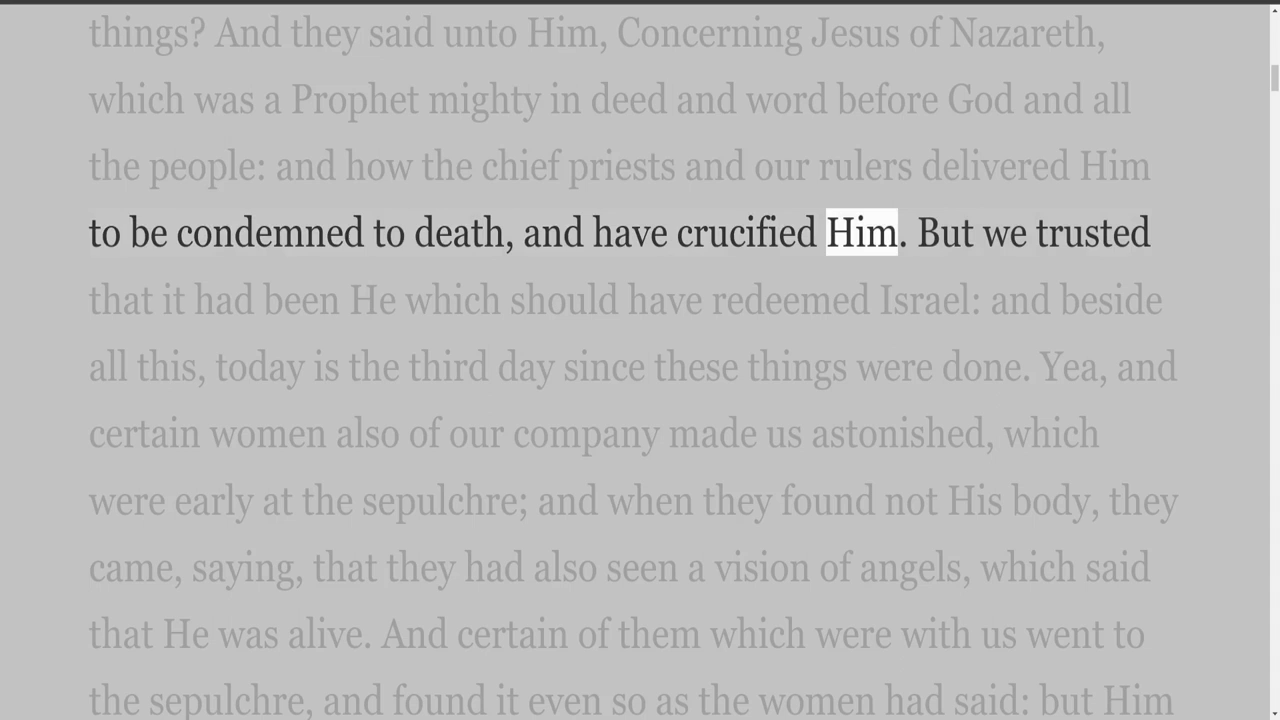 things? And they said unto Him, Concerning Jesus of Nazareth,
which was a Prophet mighty in deed and word before God and all
the people: and how the chief priests and our rulers delivered Him
to be condemned to death, and have crucified Him. But we trusted
that it had been He which should have redeemed Israel: and beside
all this, today is the third day since these things were done. Yea, and
certain women also of our company made us astonished, which
were early at the sepulchre; and when they found not His body, they
came, saying, that they had also seen a vision of angels, which said
that He was alive. And certain of them which were with us went to
the sepulchre, and found it even so as the women had said: but Him